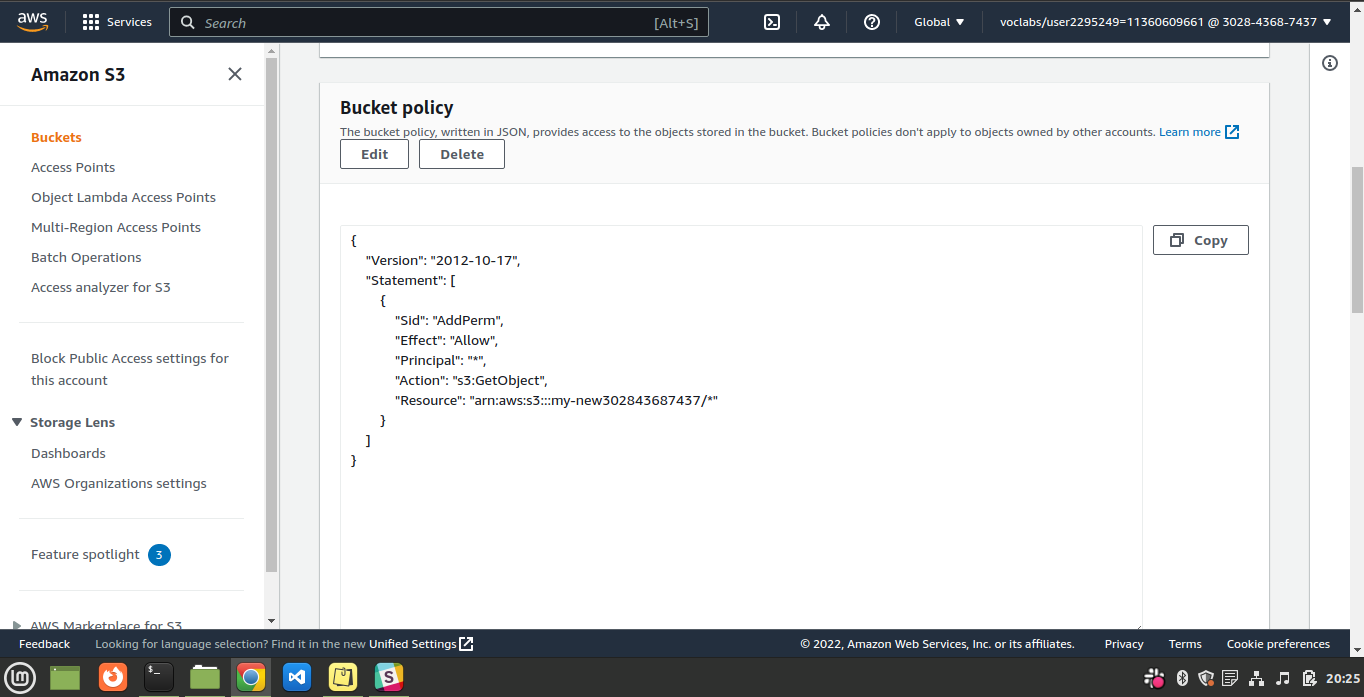 aws
Services
Search
[Alt+S]
Global
voclabs/user2295249=11360609661 @ 3028-4368-7437
Amazon S3
Buckets
Access Points
Object Lambda Access Points
Multi-Region Access Points
Batch Operations
Access analyzer for S3
Block Public Access settings for
this account
Storage Lens
Dashboards
AWS Organizations settings
Feature spotlight 3
AWS Marketplace for S3
Bucket policy
The bucket policy, written in JSON, provides access to the objects stored in the bucket. Bucket policies don't apply to objects owned by other accounts. Learn more
Edit
Delete
Copy
{
"Version": "2012-10-17",
"Statement": [
{
"Sid": "AddPerm",
"Effect": "Allow",
"Principal": "*",
"Action": "s3:GetObject",
"Resource": "arn:aws:s3:::my-new302843687437/*"
}
]
}
Feedback
Looking for language selection? Find it in the new Unified Settings
© 2022, Amazon Web Services, Inc. or its affiliates.
Privacy
Terms
Cookie preferences
20:25